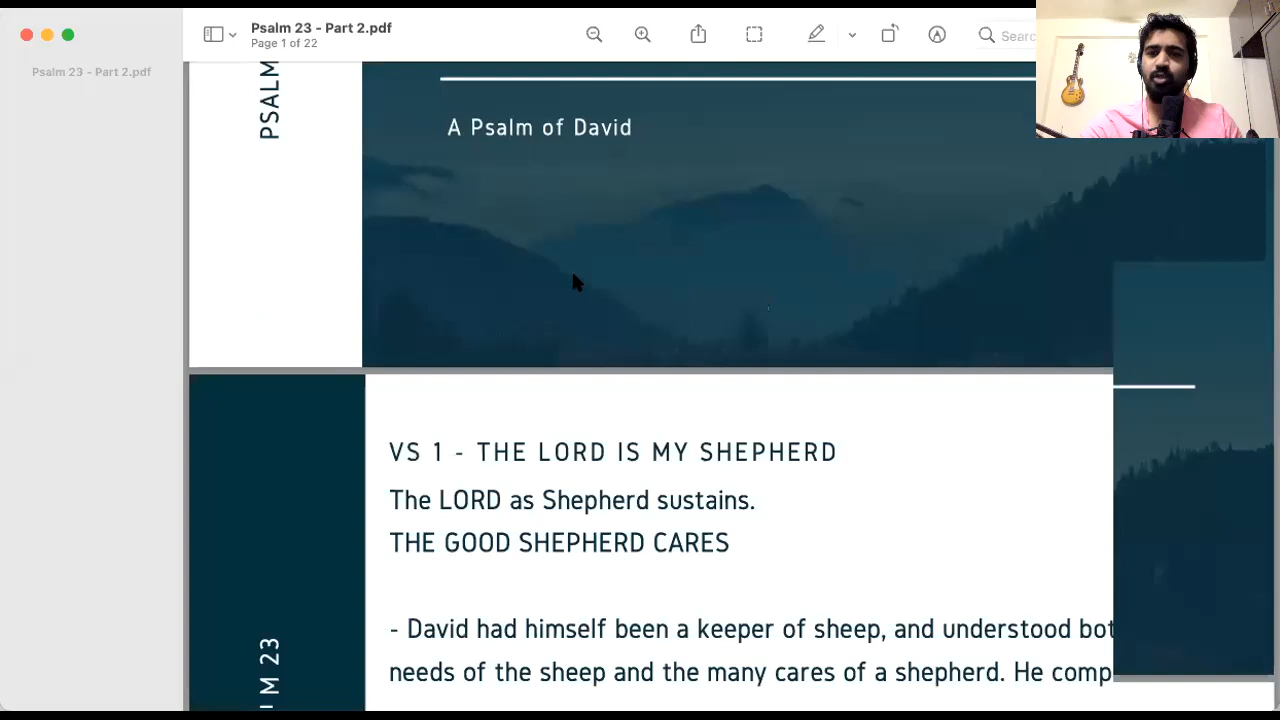 Psalm 23 - Part 2.pdf
Page 1 of 22
Searc
Psalm 23 - Part 2.pdf
PSALM
A Psalm of David
VS 1 - THE LORD IS MY SHEPHERD
The LORD as Shepherd sustains.
THE GOOD SHEPHERD CARES
- David had himself been a keeper of sheep, and understood bot
needs of the sheep and the many cares of a shepherd. He comp
M 23